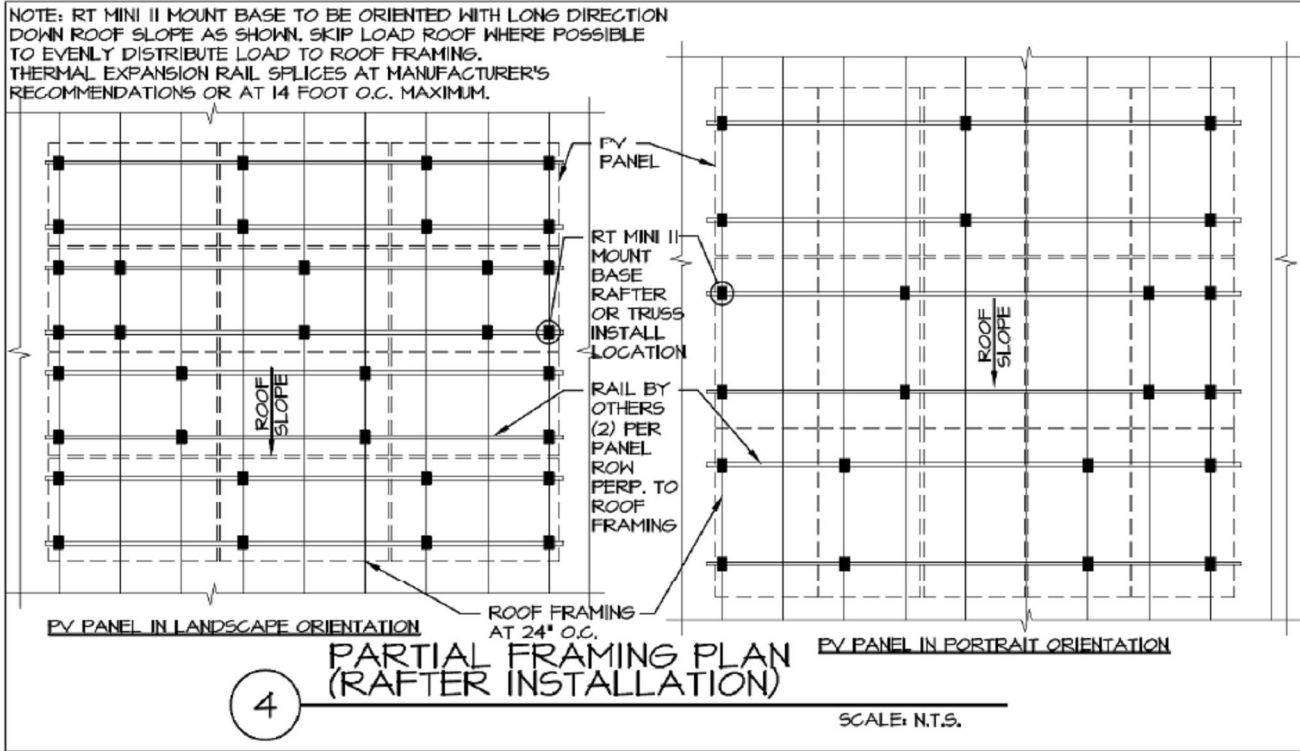 NOTE: RT MINI II MOUNT BASE TO BE ORIENTED WITH LONG DIRECTION
DOWN ROOF SLOPE AS SHOWN. SKIP LOAD ROOF WHERE POSSIBLE
TO EVENLY DISTRIBUTE LOAD TO ROOF FRAMING.
THERMAL EXPANSION RAIL SPLICES AT MANUFACTURER'S
RECOMMENDATIONS OR AT 14 FOOT O.C. MAXIMUM.
PV
PANEL
RT MINI II
MOUNT
BASE
RAFTER
OR TRUSS
INSTALL
LOCATION
ROOF
SLOPE
ROOF
SLOPE
RAIL BY
OTHERS
(2) PER
PANEL
ROW
PERP. TO
ROOF
FRAMING
ROOF FRAMING
AT 24" O.C.
PV PANEL IN LANDSCAPE ORIENTATION
PV PANEL IN PORTRAIT ORIENTATION
4
PARTIAL FRAMING PLAN
(RAFTER INSTALLATION)
SCALE: N.T.S.